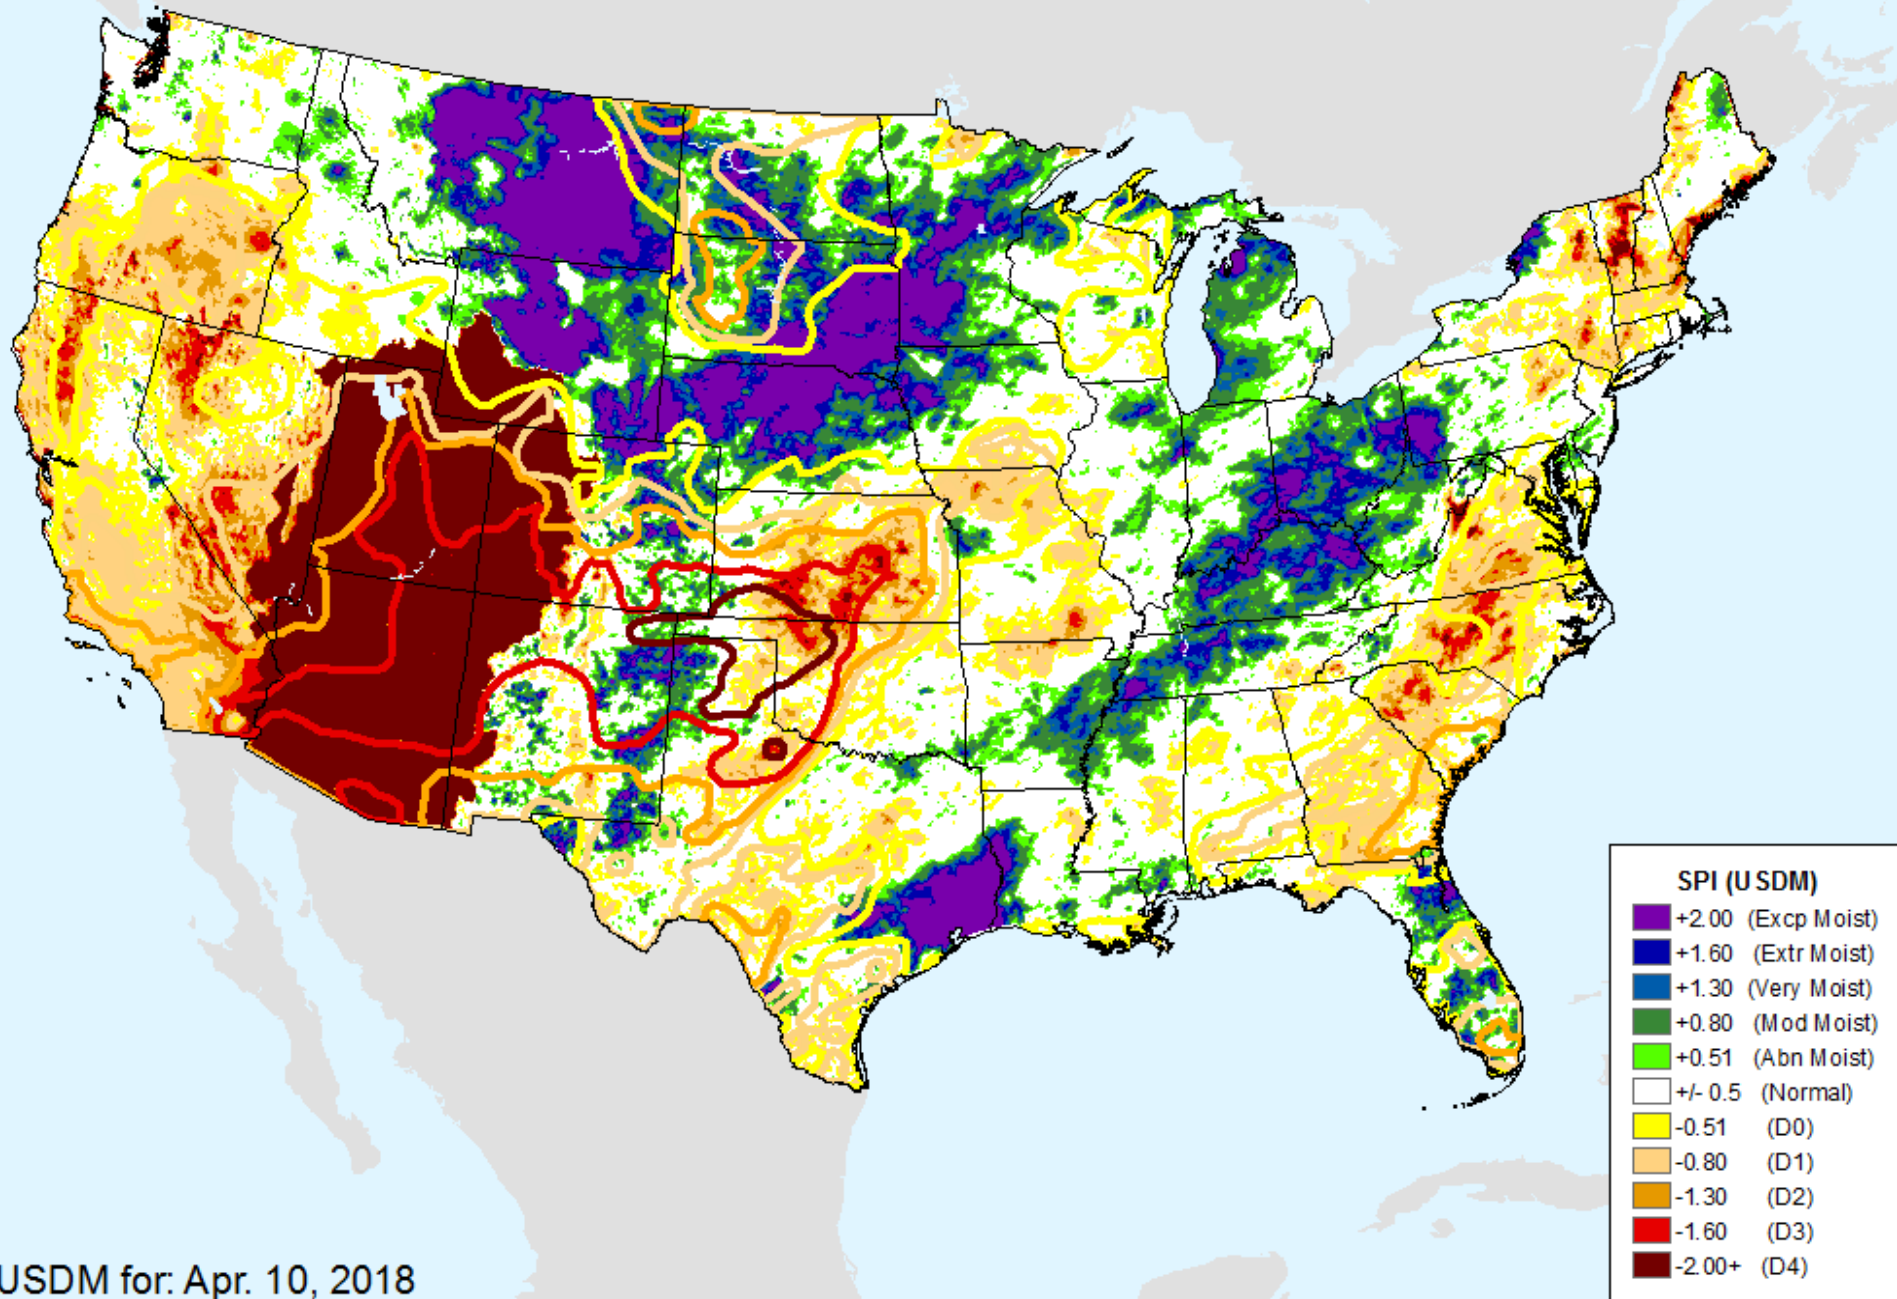 SPI (USDM)
+2.00 (Excp Moist)
+1.60 (Extr Moist)
+1.30 (Very Moist)
+0.80 (Mod Moist)
+0.51 (Abn Moist)
+/- 0.5 (Normal)
-0.51 (D0)
-0.80 (D1)
-1.30 (D2)
-1.60 (D3)
-2.00+ (D4)
USDM for: Apr. 10, 2018